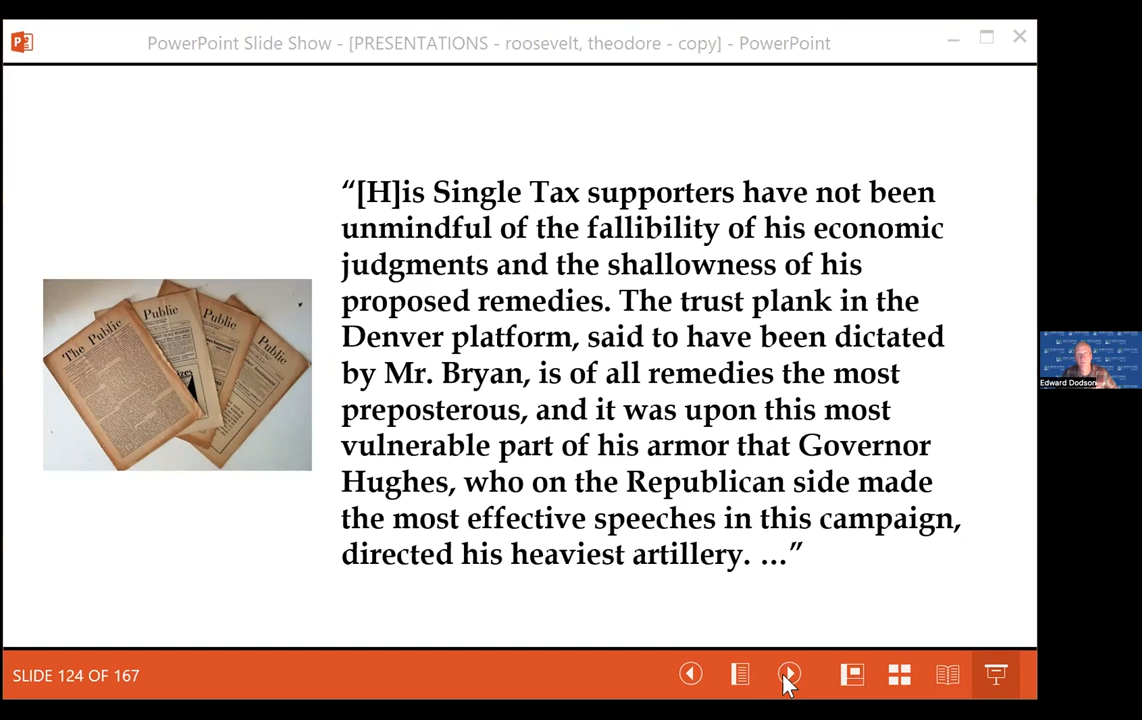 PowerPoint Slide Show - [PRESENTATIONS - roosevelt, theodore - copy] - PowerPoint
“[H]is Single Tax supporters have not been
unmindful of the fallibility of his economic
judgments and the shallowness of his
proposed remedies. The trust plank in the
Denver platform, said to have been dictated
by Mr. Bryan, is of all remedies the most
preposterous, and it was upon this most
vulnerable part of his armor that Governor
Hughes, who on the Republican side made
the most effective speeches in this campaign,
directed his heaviest artillery. …”
The Public
Public
Public
Public
Edward Dodson
SLIDE 124 OF 167